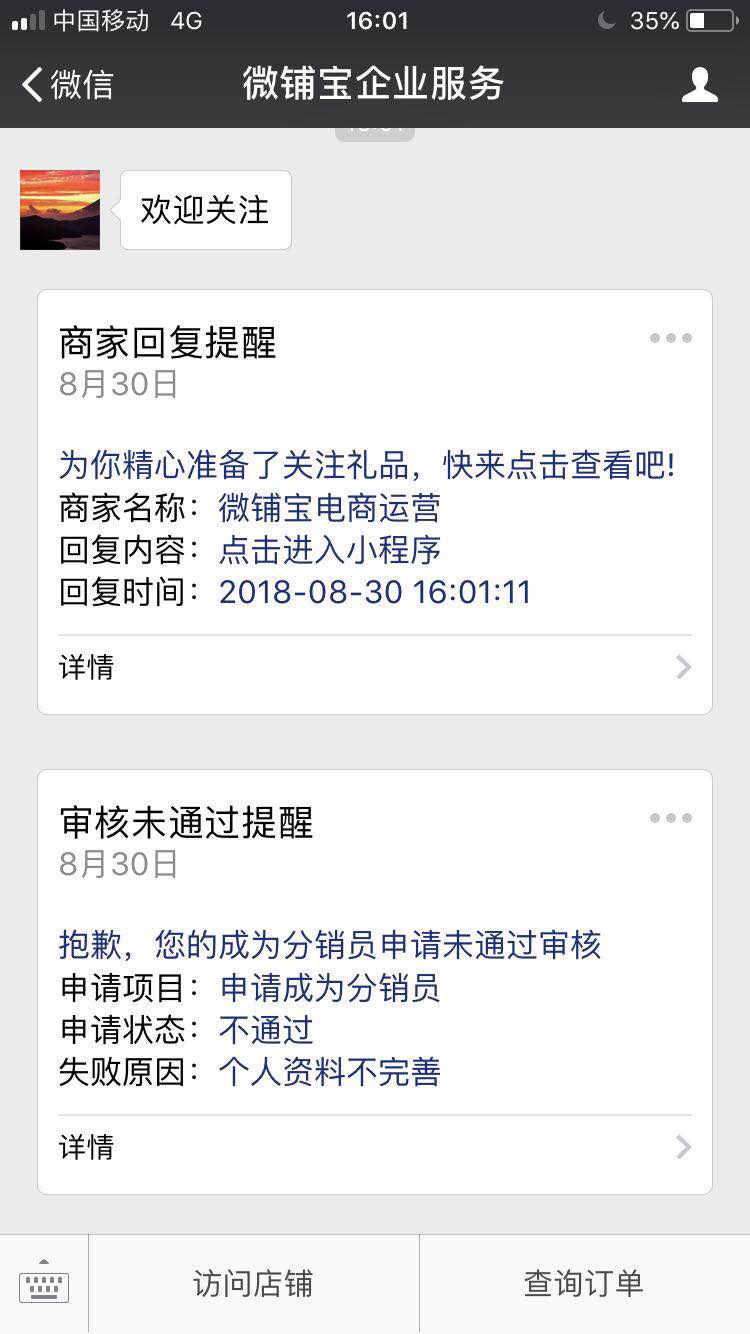 中国移动 4G 16:01 35%
微信 微铺宝企业服务
欢迎关注
商家回复提醒
8月30日
为你精心准备了关注礼品，快来点击查看吧!
商家名称：微铺宝电商运营
回复内容：点击进入小程序
回复时间：2018-08-30 16:01:11
详情
审核未通过提醒
8月30日
抱歉，您的成为分销员申请未通过审核
申请项目：申请成为分销员
申请状态：不通过
失败原因：个人资料不完善
详情
访问店铺 查询订单